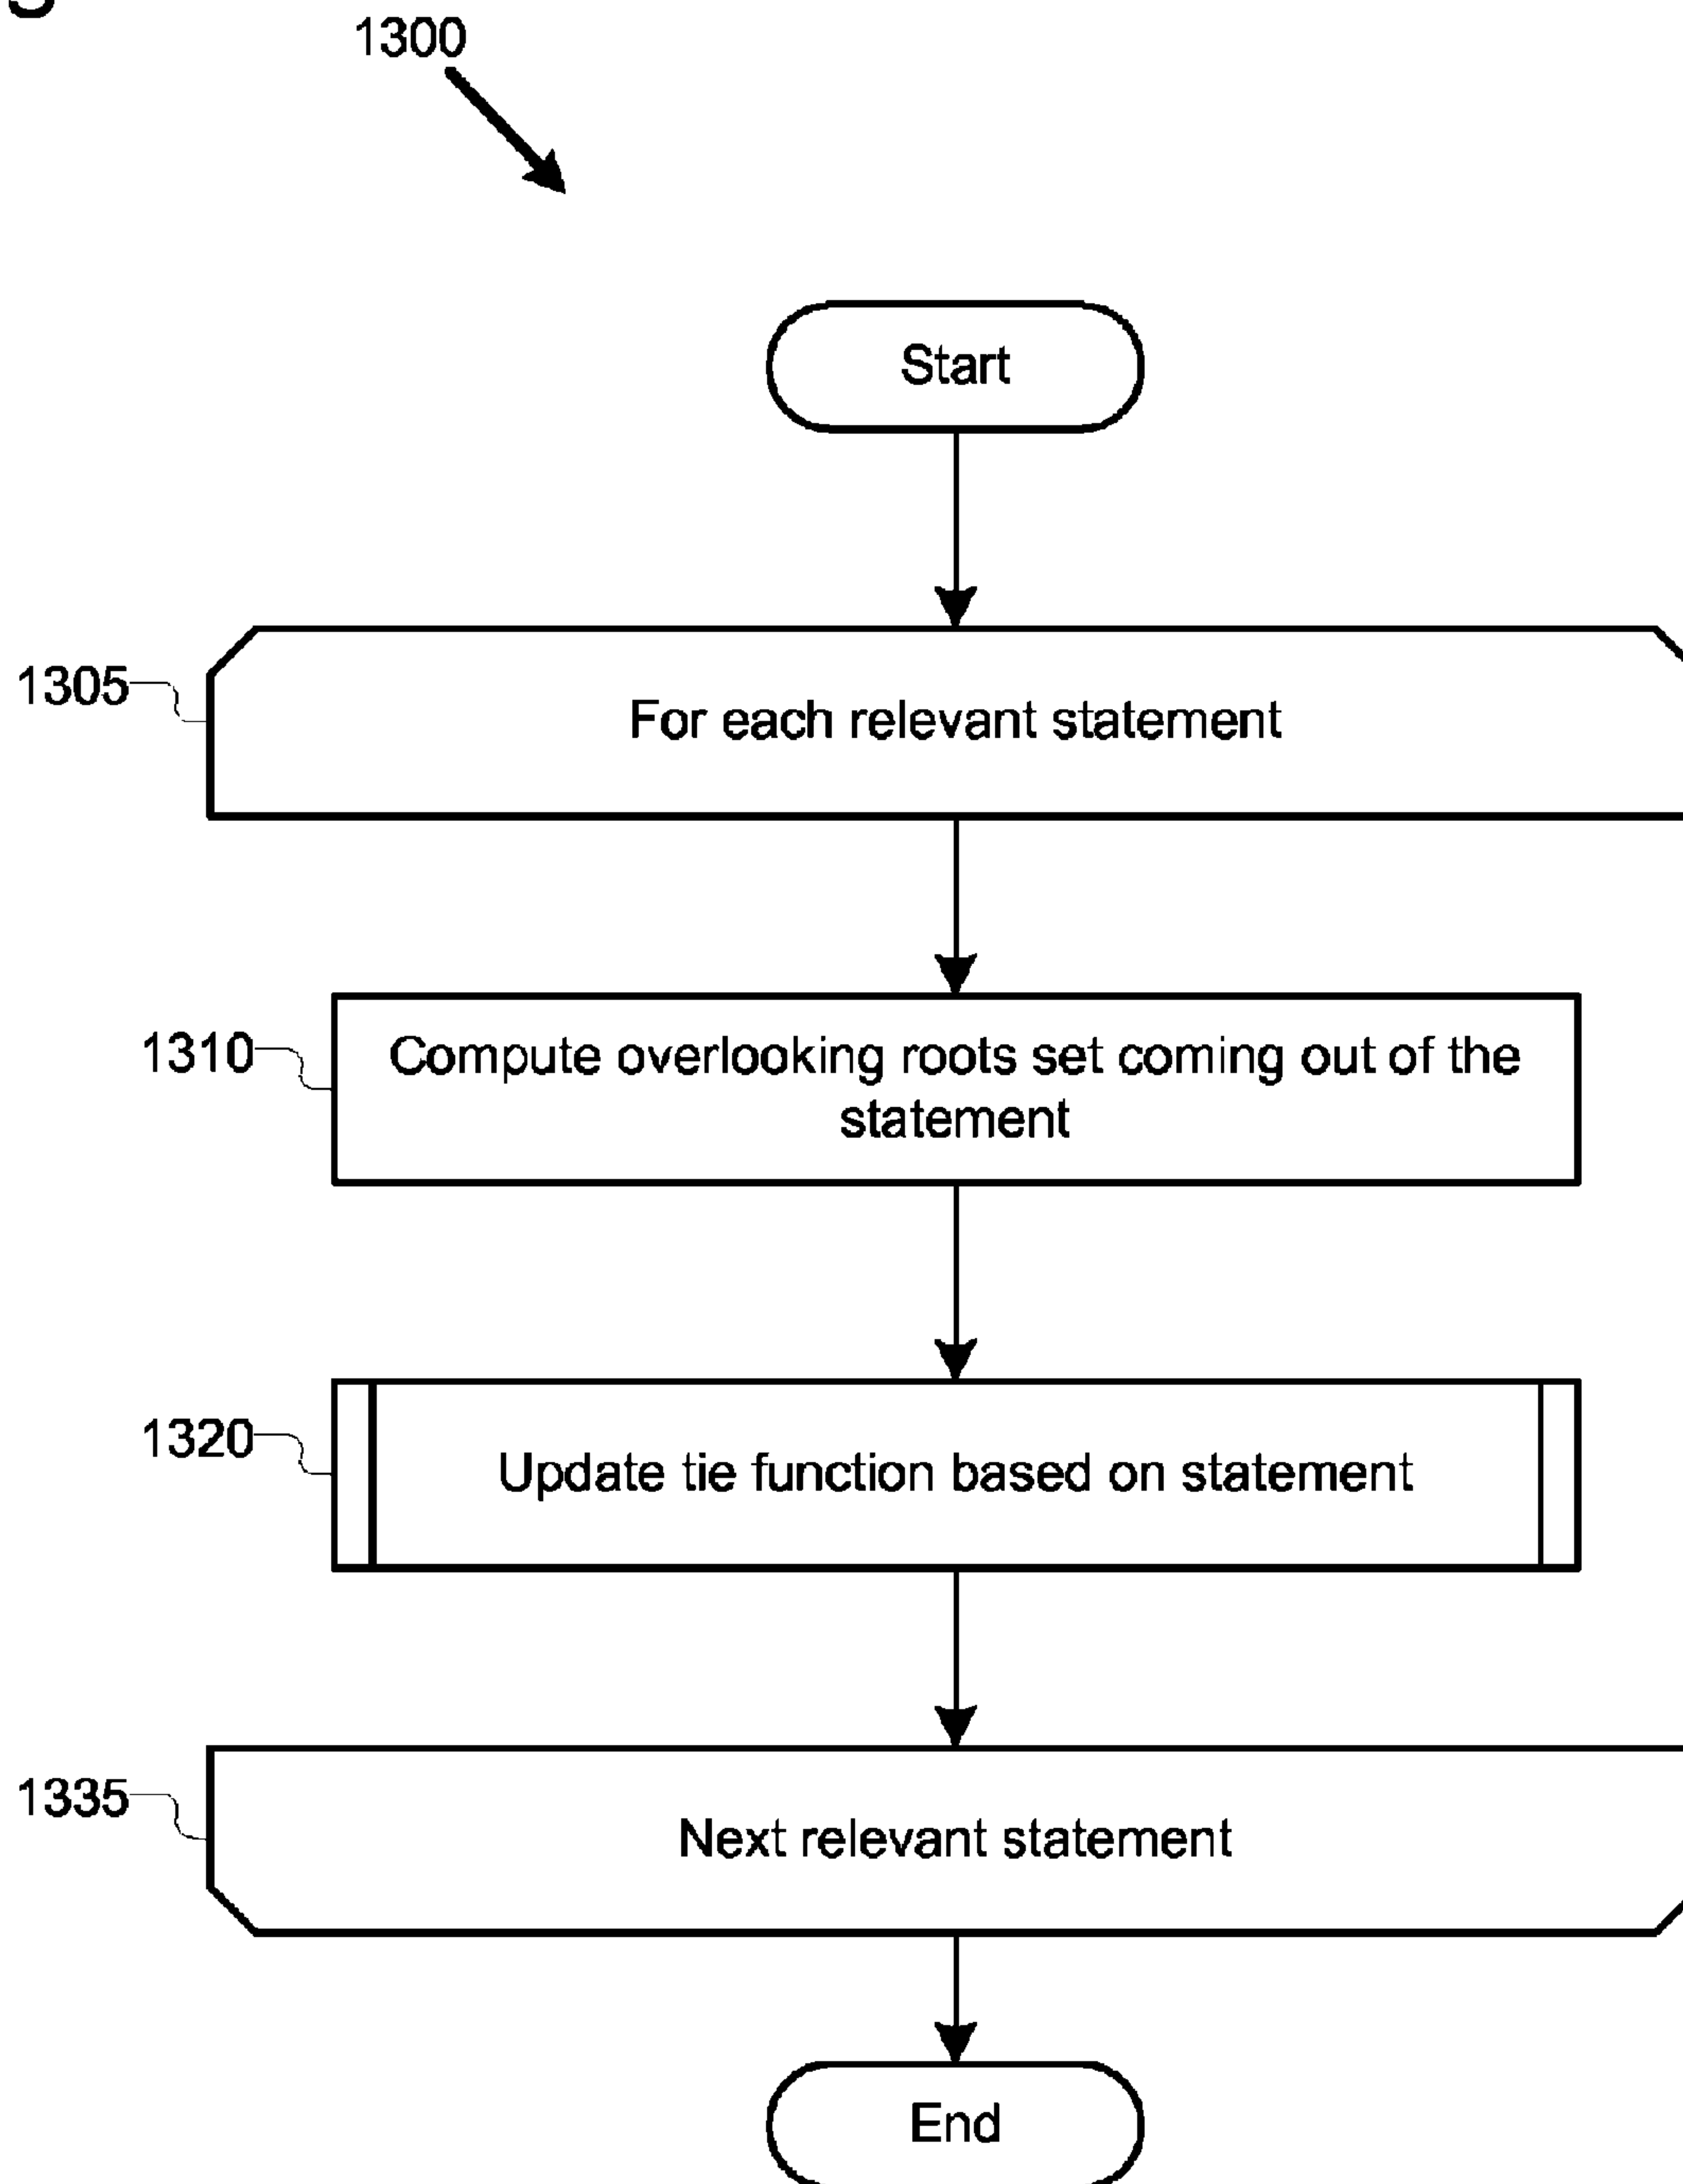 1300
Start
1305
For each relevant statement
1310
Compute overlooking roots set coming out of the
statement
1320
Update tie function based on statement
1335
Next relevant statement
End